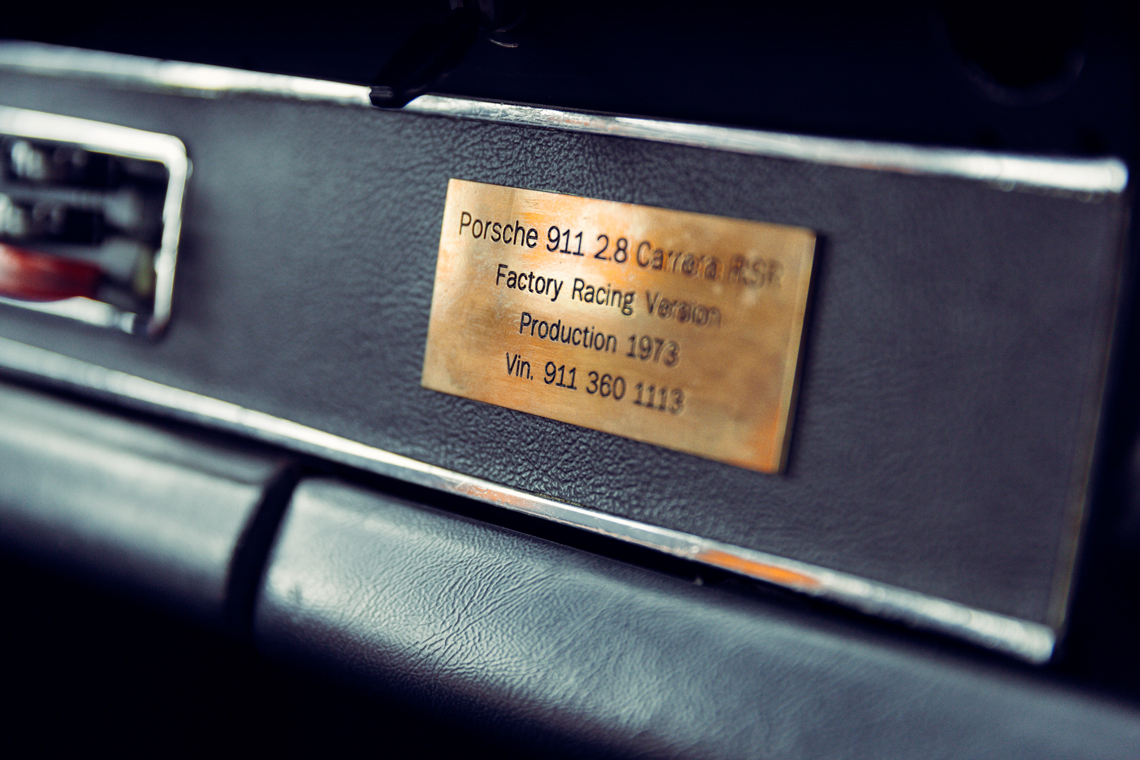 Porsche 911 2.8 Carrera RSR
Factory Racing Version
Production 1973
Vin. 911 360 1113